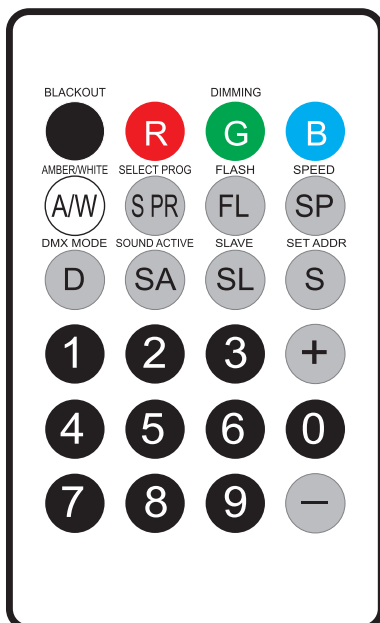 BLACKOUT DIMMING
R G B
AMBER/WHITE SELECT PROG FLASH SPEED
A/W S PR FL SP
DMX MODE SOUND ACTIVE SLAVE SET ADDR
D SA SL S
1 2 3 +
4 5 6 0
7 8 9 −